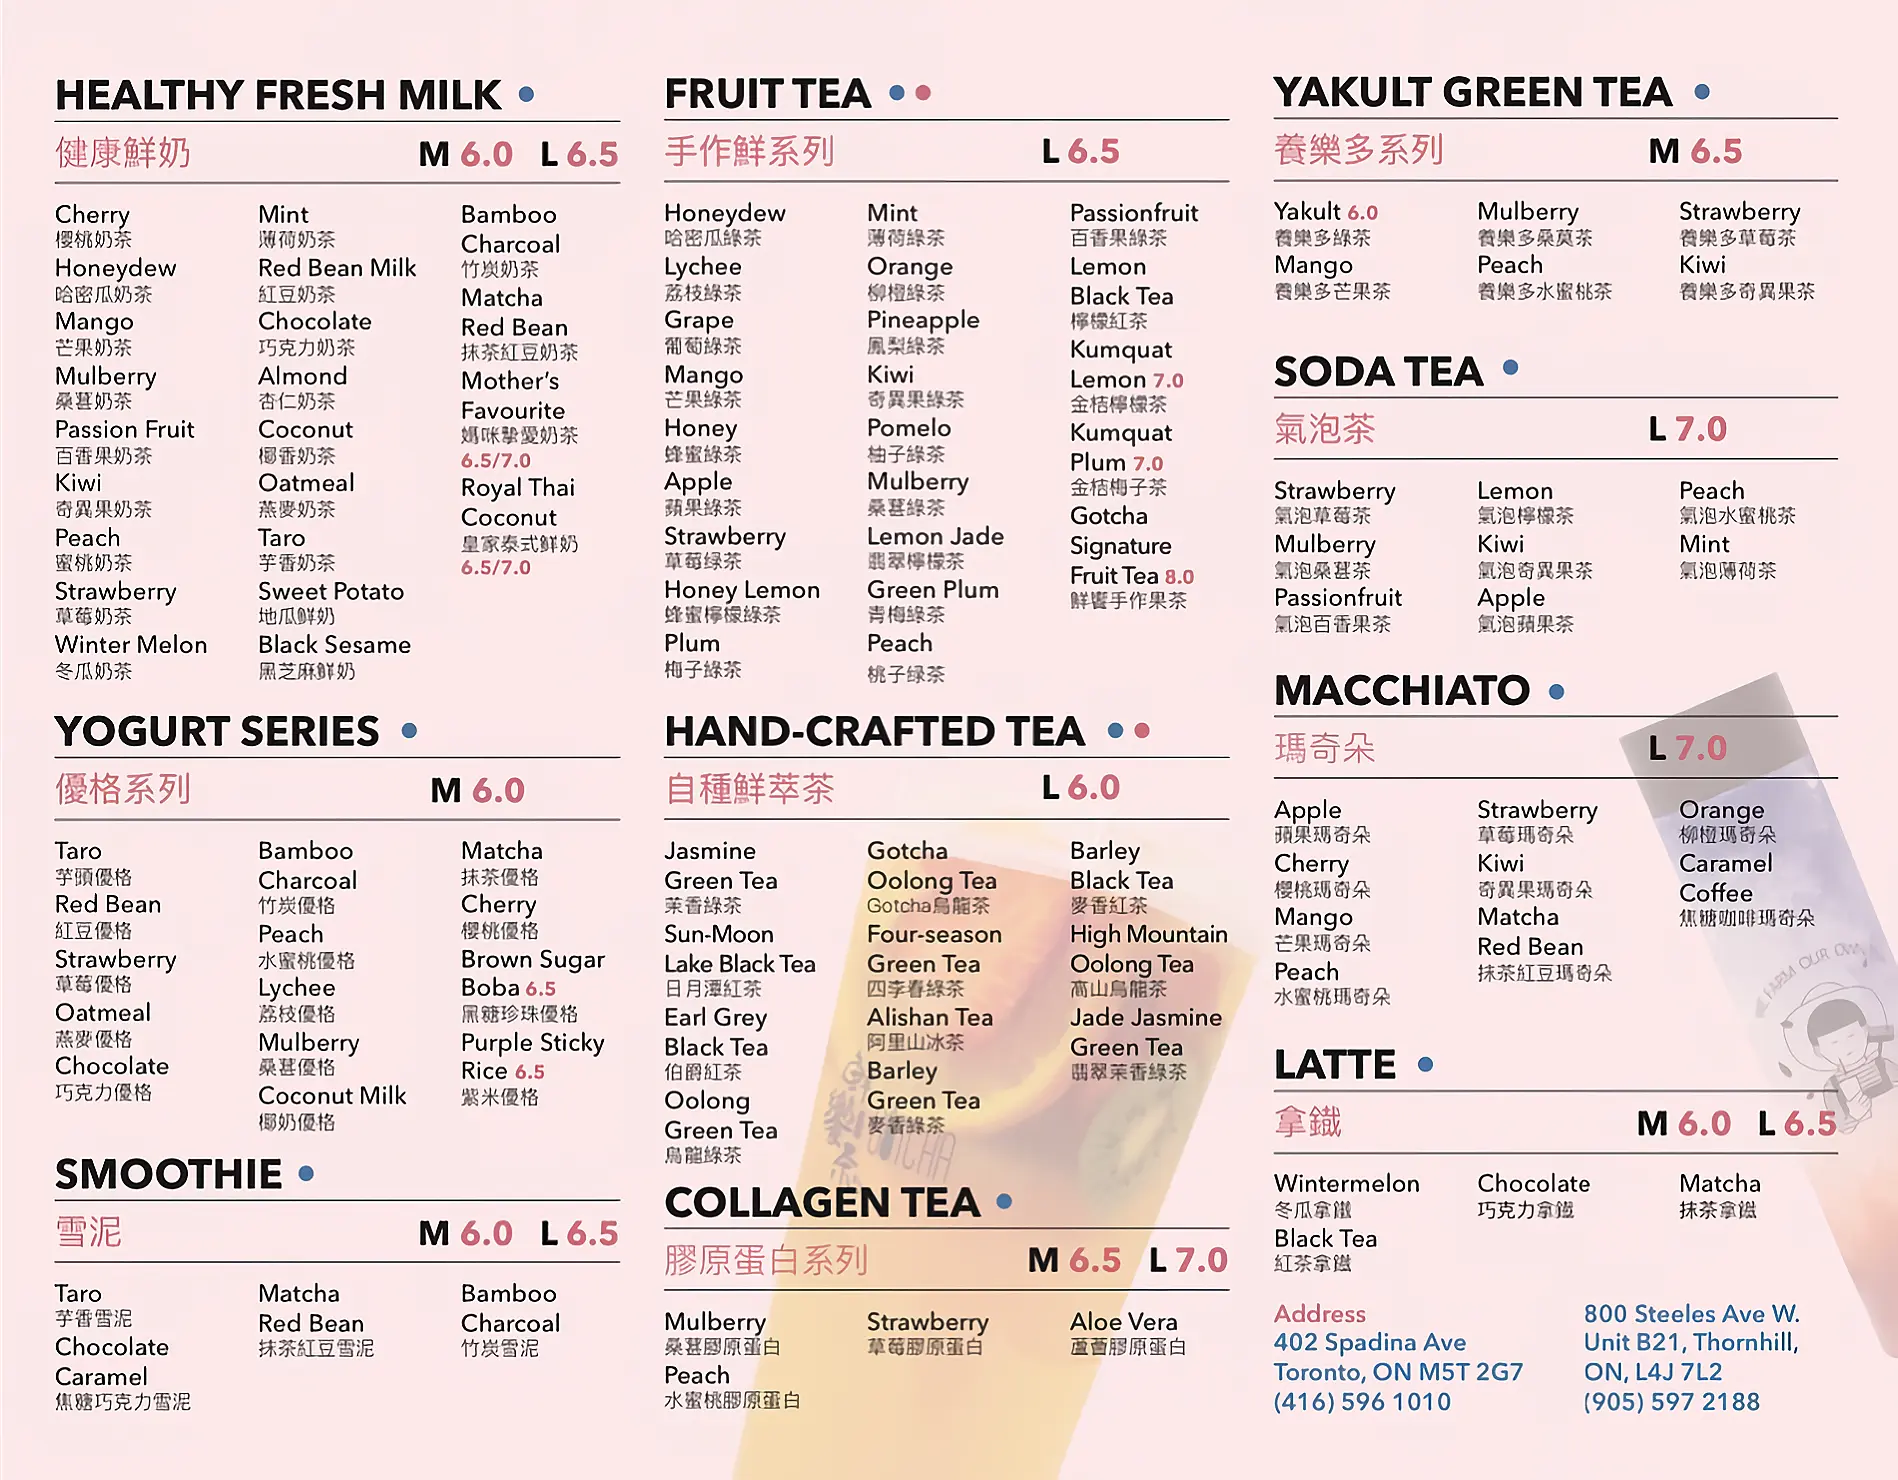 HEALTHY FRESH MILK
健康鮮奶 M 6.0 L 6.5
Cherry
櫻桃奶茶
Honeydew
哈密瓜奶茶
Mango
芒果奶茶
Mulberry
桑葚奶茶
Passion Fruit
百香果奶茶
Kiwi
奇異果奶茶
Peach
蜜桃奶茶
Strawberry
草莓奶茶
Winter Melon
冬瓜奶茶
Mint
薄荷奶茶
Red Bean Milk
紅豆奶茶
Chocolate
巧克力奶茶
Almond
杏仁奶茶
Coconut
椰香奶茶
Oatmeal
燕麥奶茶
Taro
芋香奶茶
Sweet Potato
地瓜鮮奶
Black Sesame
黑芝麻鮮奶
Bamboo
Charcoal
竹炭奶茶
Matcha
Red Bean
抹茶紅豆奶茶
Mother's
Favourite
媽咪摯愛奶茶
6.5/7.0
Royal Thai
Coconut
皇家泰式鲜奶
6.5/7.0
YOGURT SERIES
優格系列 M 6.0
Taro
芋頭優格
Red Bean
紅豆優格
Strawberry
草莓優格
Oatmeal
燕麥優格
Chocolate
巧克力優格
Bamboo
Charcoal
竹炭優格
Peach
水蜜桃優格
Lychee
荔枝優格
Mulberry
桑葚優格
Coconut Milk
椰奶優格
Matcha
抹茶優格
Cherry
櫻桃優格
Brown Sugar
Boba 6.5
黑糖珍珠優格
Purple Sticky
Rice 6.5
紫米優格
SMOOTHIE
雪泥 M 6.0 L 6.5
Taro
芋香雪泥
Chocolate
Caramel
焦糖巧克力雪泥
Matcha
Red Bean
抹茶紅豆雪泥
Bamboo
Charcoal
竹炭雪泥
FRUIT TEA
手作鮮系列 L 6.5
Honeydew
哈密瓜綠茶
Lychee
荔枝綠茶
Grape
葡萄綠茶
Mango
芒果綠茶
Honey
蜂蜜綠茶
Apple
蘋果綠茶
Strawberry
草莓绿茶
Honey Lemon
蜂蜜檸檬綠茶
Plum
梅子綠茶
Mint
薄荷綠茶
Orange
柳橙綠茶
Pineapple
鳳梨綠茶
Kiwi
奇異果綠茶
Pomelo
柚子綠茶
Mulberry
桑葚綠茶
Lemon Jade
翡翠檸檬茶
Green Plum
青梅綠茶
Peach
桃子绿茶
Passionfruit
百香果綠茶
Lemon
Black Tea
檸檬紅茶
Kumquat
Lemon 7.0
金桔檸檬茶
Kumquat
Plum 7.0
金桔梅子茶
Gotcha
Signature
Fruit Tea 8.0
鮮饗手作果茶
HAND-CRAFTED TEA
自種鮮萃茶 L 6.0
Jasmine
Green Tea
茉香綠茶
Sun-Moon
Lake Black Tea
日月潭紅茶
Earl Grey
Black Tea
伯爵紅茶
Oolong
Green Tea
烏龍綠茶
Gotcha
Oolong Tea
Gotcha烏龍茶
Four-season
Green Tea
四季春綠茶
Alishan Tea
阿里山冰茶
Barley
Green Tea
麥香綠茶
Barley
Black Tea
麥香紅茶
High Mountain
Oolong Tea
高山烏龍茶
Jade Jasmine
Green Tea
翡翠茉香綠茶
COLLAGEN TEA
膠原蛋白系列 M 6.5 L 7.0
Mulberry
桑葚膠原蛋白
Peach
水蜜桃膠原蛋白
Strawberry
草莓膠原蛋白
Aloe Vera
蘆薈膠原蛋白
YAKULT GREEN TEA
養樂多系列 M 6.5
Yakult 6.0
養樂多綠茶
Mango
養樂多芒果茶
Mulberry
養樂多桑葚茶
Peach
養樂多水蜜桃茶
Strawberry
養樂多草莓茶
Kiwi
養樂多奇異果茶
SODA TEA
氣泡茶 L 7.0
Strawberry
氣泡草莓茶
Mulberry
氣泡桑葚茶
Passionfruit
氣泡百香果茶
Lemon
氣泡檸檬茶
Kiwi
氣泡奇異果茶
Apple
氣泡蘋果茶
Peach
氣泡水蜜桃茶
Mint
氣泡薄荷茶
MACCHIATO
瑪奇朵 L 7.0
Apple
蘋果瑪奇朵
Cherry
櫻桃瑪奇朵
Mango
芒果瑪奇朵
Peach
水蜜桃瑪奇朵
Strawberry
草莓瑪奇朵
Kiwi
奇異果瑪奇朵
Matcha
Red Bean
抹茶紅豆瑪奇朵
Orange
柳橙瑪奇朵
Caramel
Coffee
焦糖咖啡瑪奇朵
LATTE
拿鐵 M 6.0 L 6.5
Wintermelon
冬瓜拿鐵
Black Tea
紅茶拿鐵
Chocolate
巧克力拿鐵
Matcha
抹茶拿鐵
Address
402 Spadina Ave
Toronto, ON M5T 2G7
(416) 596 1010
800 Steeles Ave W.
Unit B21, Thornhill,
ON, L4J 7L2
(905) 597 2188